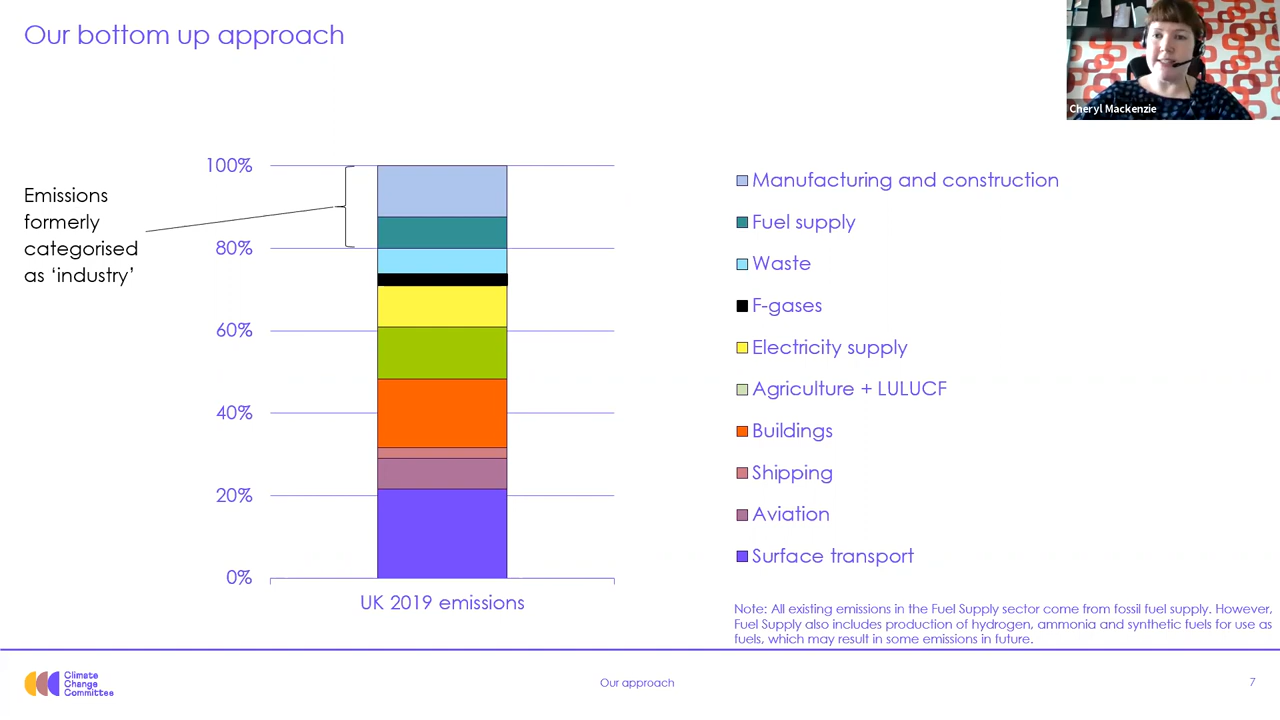 Our bottom up approach
Cheryl Mackenzie
Emissions
formerly
categorised
as ‘industry’
100%
80%
60%
40%
20%
0%
UK 2019 emissions
Manufacturing and construction
Fuel supply
Waste
F-gases
Electricity supply
Agriculture + LULUCF
Buildings
Shipping
Aviation
Surface transport
Note: All existing emissions in the Fuel Supply sector come from fossil fuel supply. However,
Fuel Supply also includes production of hydrogen, ammonia and synthetic fuels for use as
fuels, which may result in some emissions in future.
Climate
Change
Committee
Our approach
7